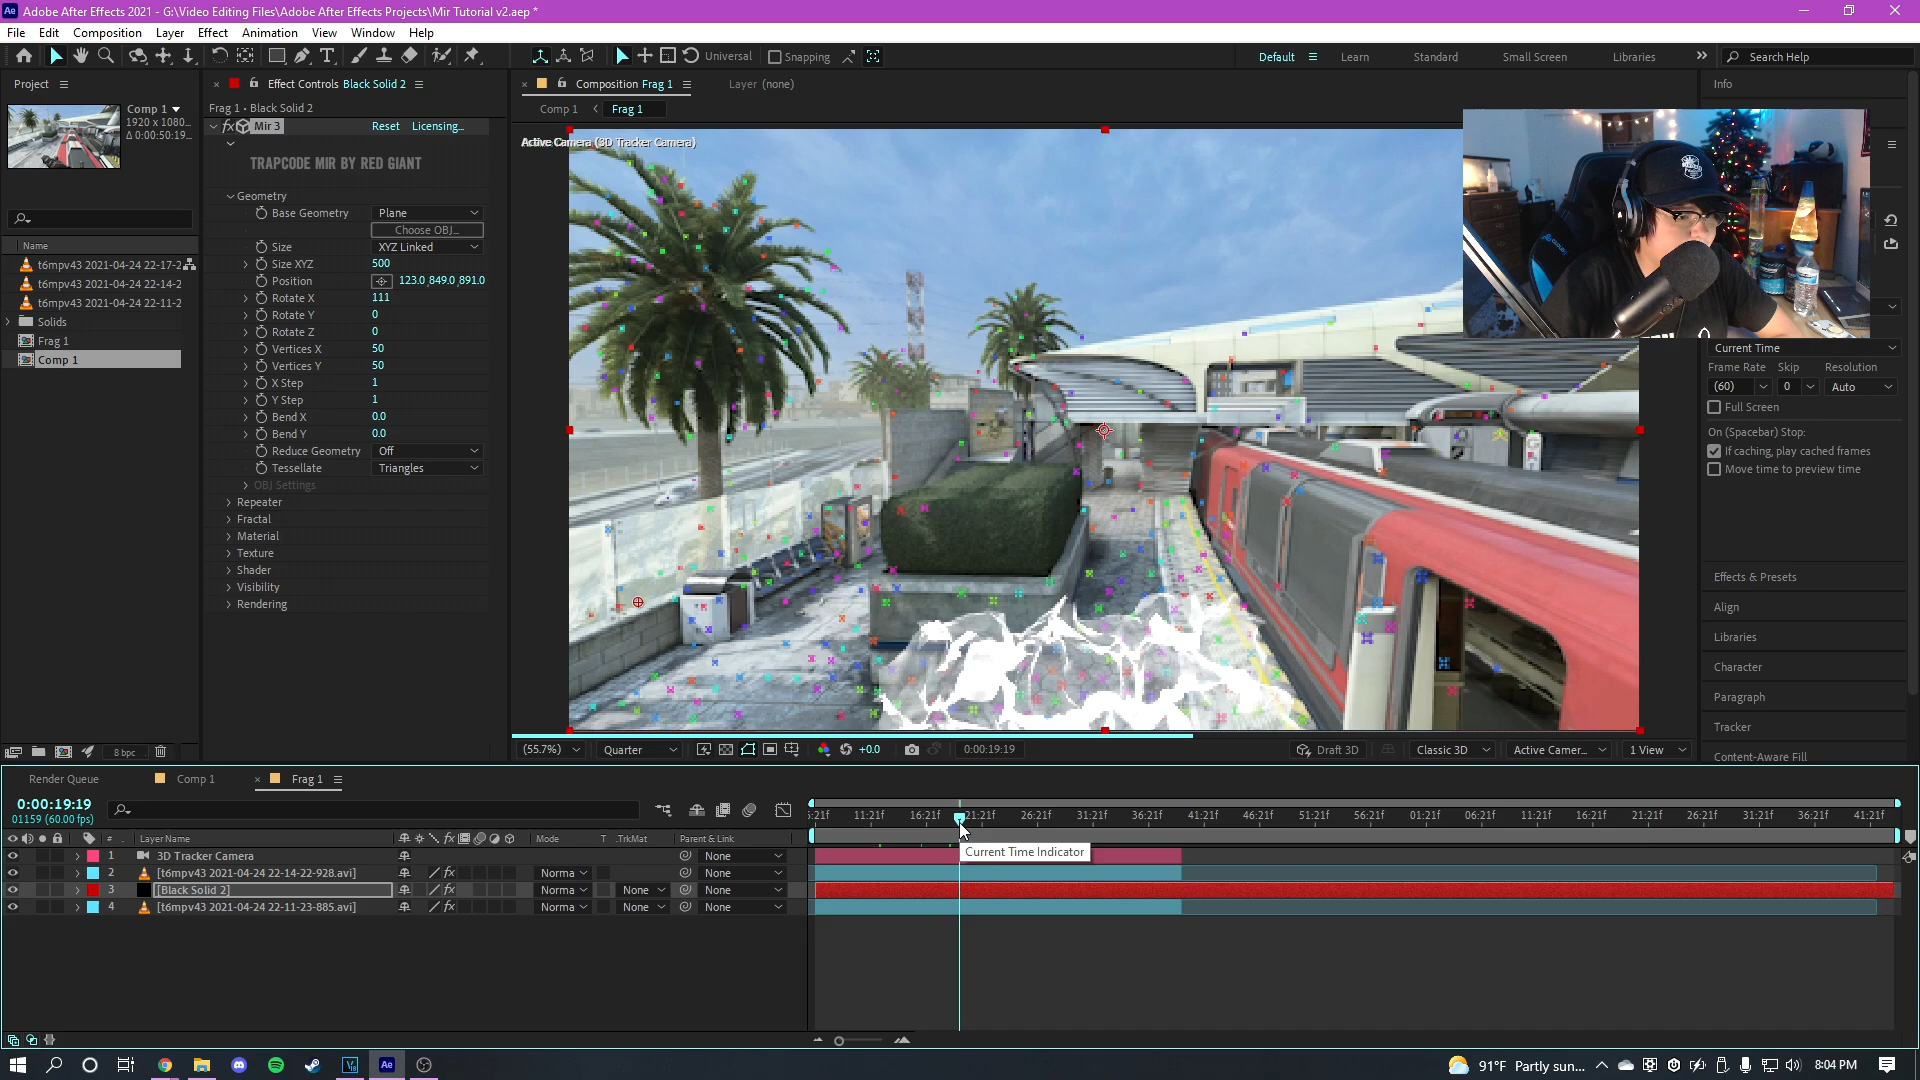 Adobe After Effects 2021 - G:\Video Editing Files\Adobe After Effects Projects\Mir Tutorial v2.aep *
File Edit Composition Layer Effect Animation View Window Help
Universal Snapping Default Learn Standard Small Screen Libraries Search Help
Project
Comp 1
1920 x 1080...
Δ 0:00:50:19...
Name
t6mpv43 2021-04-24 22-17-2
t6mpv43 2021-04-24 22-14-2
t6mpv43 2021-04-24 22-11-2
Solids
Frag 1
Comp 1
8 bpc
Effect Controls Black Solid 2
Frag 1 • Black Solid 2
fx Mir 3 Reset Licensing...
TRAPCODE MIR BY RED GIANT
Geometry
Base Geometry Plane
Choose OBJ...
Size XYZ Linked
Size XYZ 500
Position 123.0,849.0,891.0
Rotate X 111
Rotate Y 0
Rotate Z 0
Vertices X 50
Vertices Y 50
X Step 1
Y Step 1
Bend X 0.0
Bend Y 0.0
Reduce Geometry Off
Tessellate Triangles
OBJ Settings
Repeater
Fractal
Material
Texture
Shader
Visibility
Rendering
Composition Frag 1 Layer (none)
Comp 1 Frag 1
Active Camera (3D Tracker Camera)
(55.7%) Quarter +0.0 0:00:19:19 Draft 3D Classic 3D Active Camer... 1 View
Info
Current Time
Frame Rate Skip Resolution
(60) 0 Auto
Full Screen
On (Spacebar) Stop:
If caching, play cached frames
Move time to preview time
Effects & Presets
Align
Libraries
Character
Paragraph
Tracker
Content-Aware Fill
Render Queue Comp 1 Frag 1
0:00:19:19
01159 (60.00 fps)
:21f 11:21f 16:21f 21:21f 26:21f 31:21f 36:21f 41:21f 46:21f 51:21f 56:21f 01:21f 06:21f 11:21f 16:21f 21:21f 26:21f 31:21f 36:21f 41:21f
# Layer Name fx Mode T .TrkMat Parent & Link
1 3D Tracker Camera None
2 [t6mpv43 2021-04-24 22-14-22-928.avi] fx Norma None
3 [Black Solid 2] fx Norma None None
4 [t6mpv43 2021-04-24 22-11-23-885.avi] fx Norma None None
Current Time Indicator
91°F Partly sun... 8:04 PM